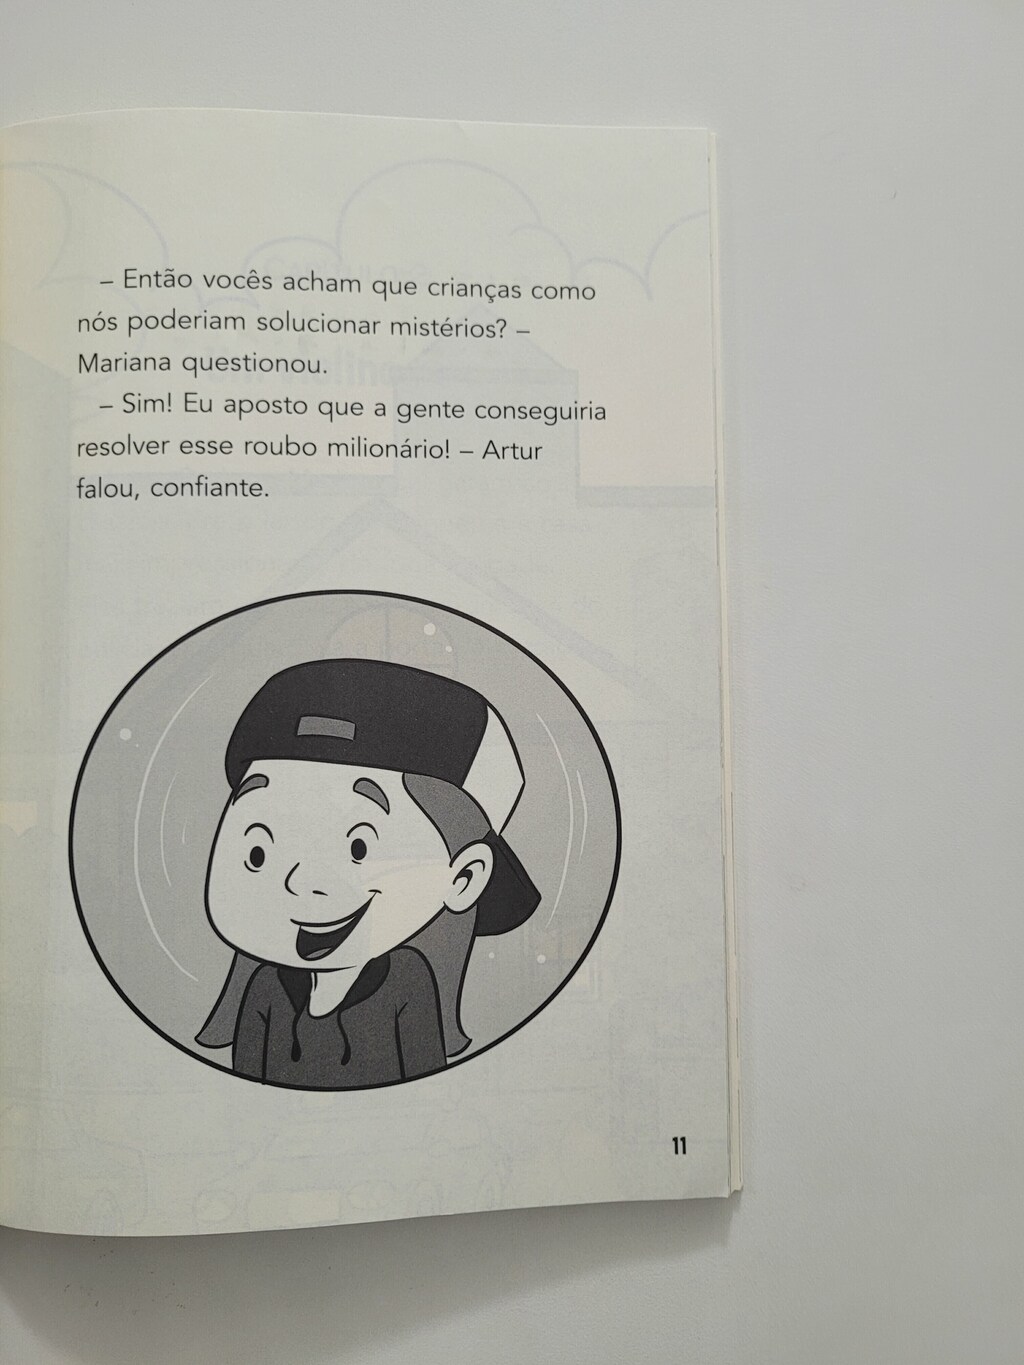 – Então vocês acham que crianças como
nós poderiam solucionar mistérios? –
Mariana questionou.
– Sim! Eu aposto que a gente conseguiria
resolver esse roubo milionário! – Artur
falou, confiante.
11